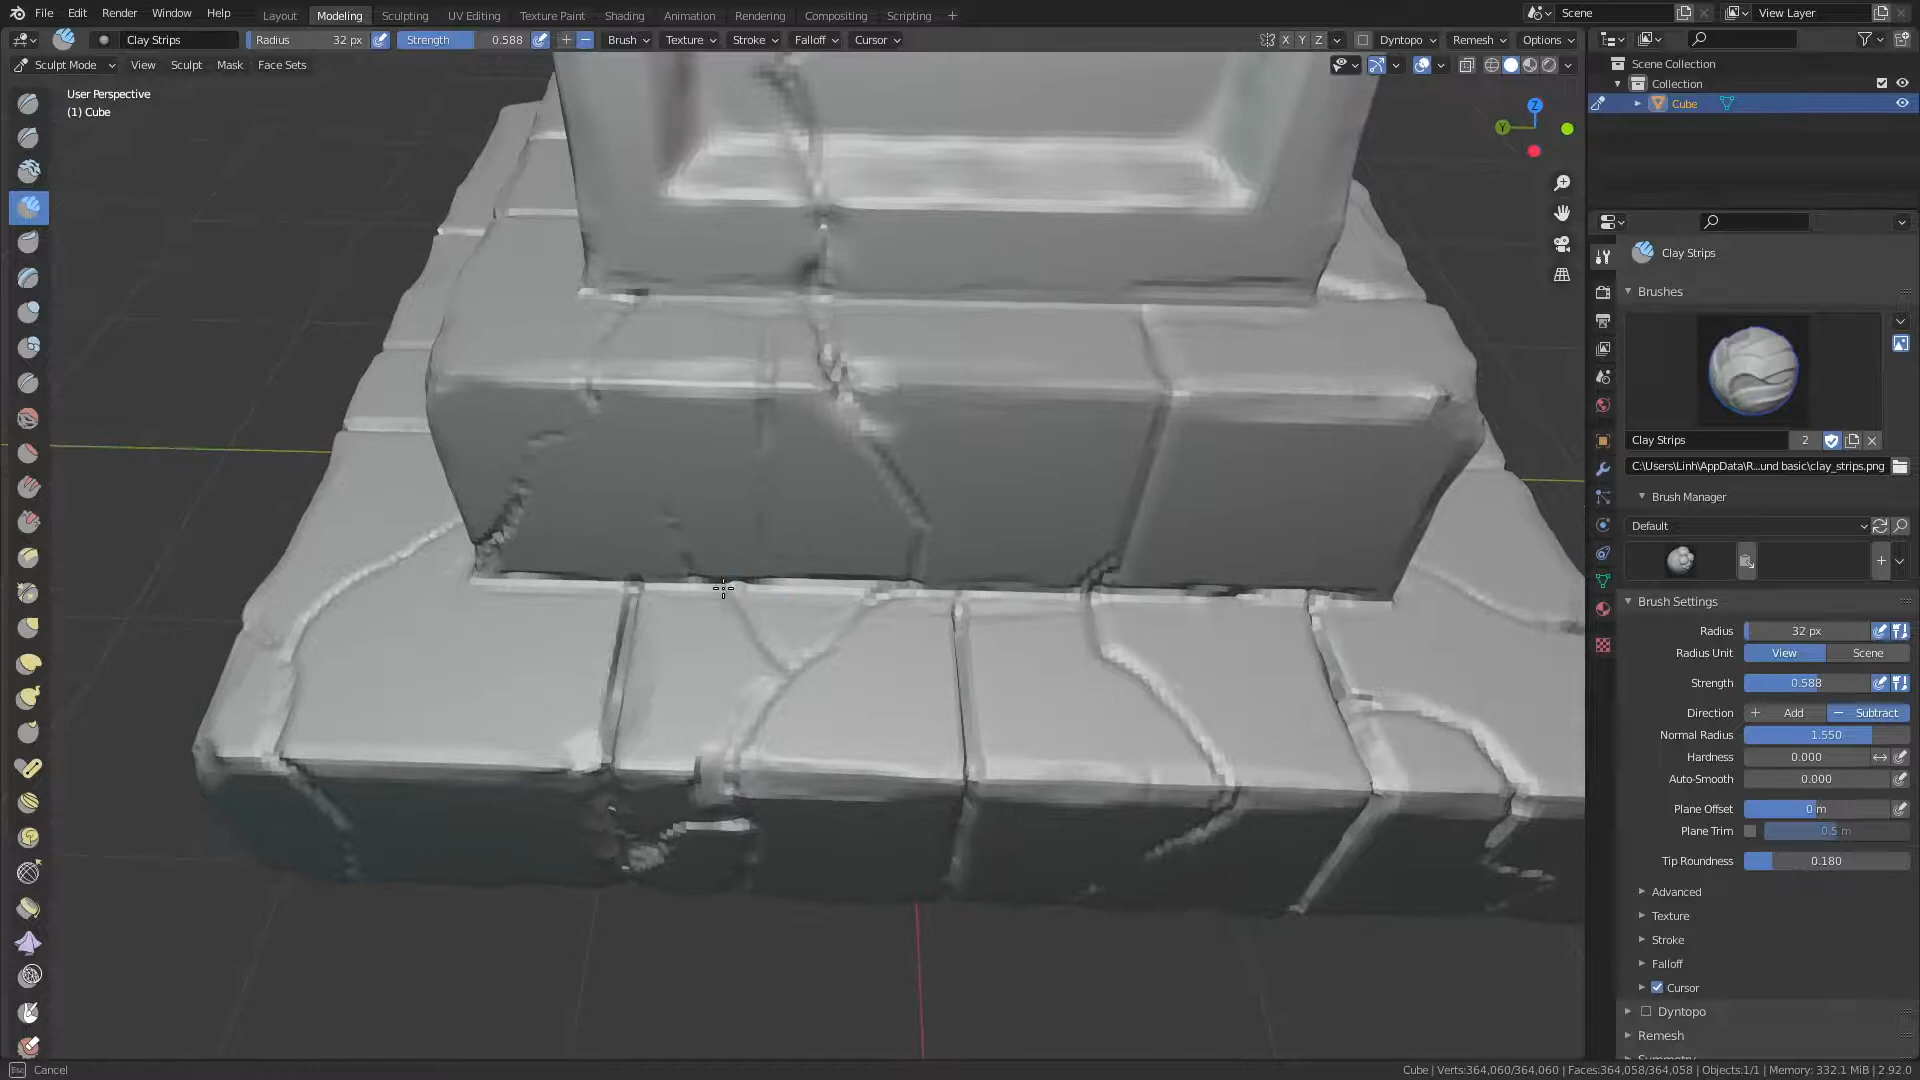 File Edit Render Window Help Layout Modeling Sculpting UV Editing Texture Paint Shading Animation Rendering Compositing Scripting + Scene View Layer
Clay Strips Radius 32 px Strength 0.588 Brush Texture Stroke Falloff Cursor X Y Z Dyntopo Remesh Options
Sculpt Mode View Sculpt Mask Face Sets
Scene Collection
Collection
Cube
User Perspective
(1) Cube
Z
Y
Clay Strips
Brushes
Clay Strips 2
C:\Users\Linh\AppData\R...und basic\clay_strips.png
Brush Manager
Default
Brush Settings
Radius 32 px
Radius Unit View Scene
Strength 0.588
Direction + Add − Subtract
Normal Radius 1.550
Hardness 0.000
Auto-Smooth 0.000
Plane Offset 0 m
Plane Trim 0.5 m
Tip Roundness 0.180
Advanced
Texture
Stroke
Falloff
Cursor
Dyntopo
Remesh
Symmetry
Esc Cancel
Cube | Verts:364,060/364,060 | Faces:364,058/364,058 | Objects:1/1 | Memory: 332.1 MiB | 2.92.0